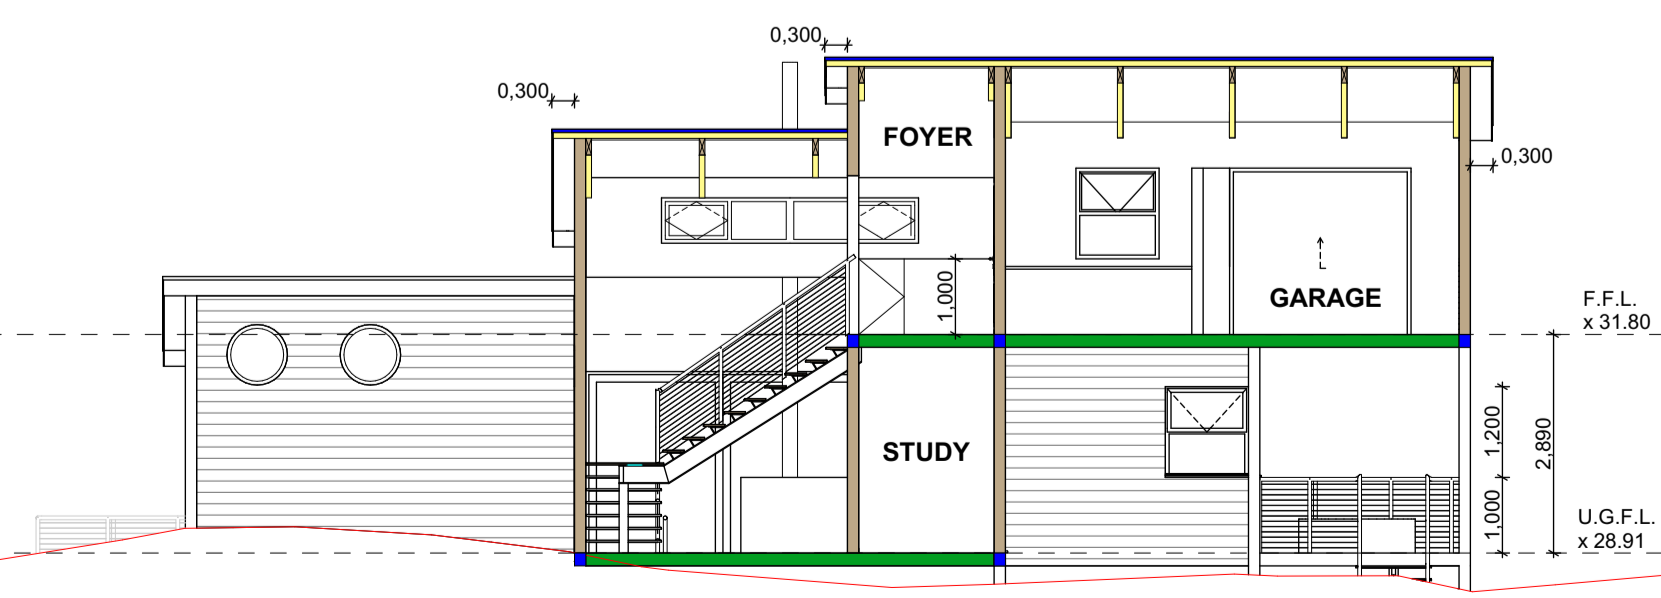 0,300
0,300
FOYER
0,300
1,000
GARAGE
F.F.L.
x 31.80
STUDY
1,200
2,890
1,000
U.G.F.L.
x 28.91